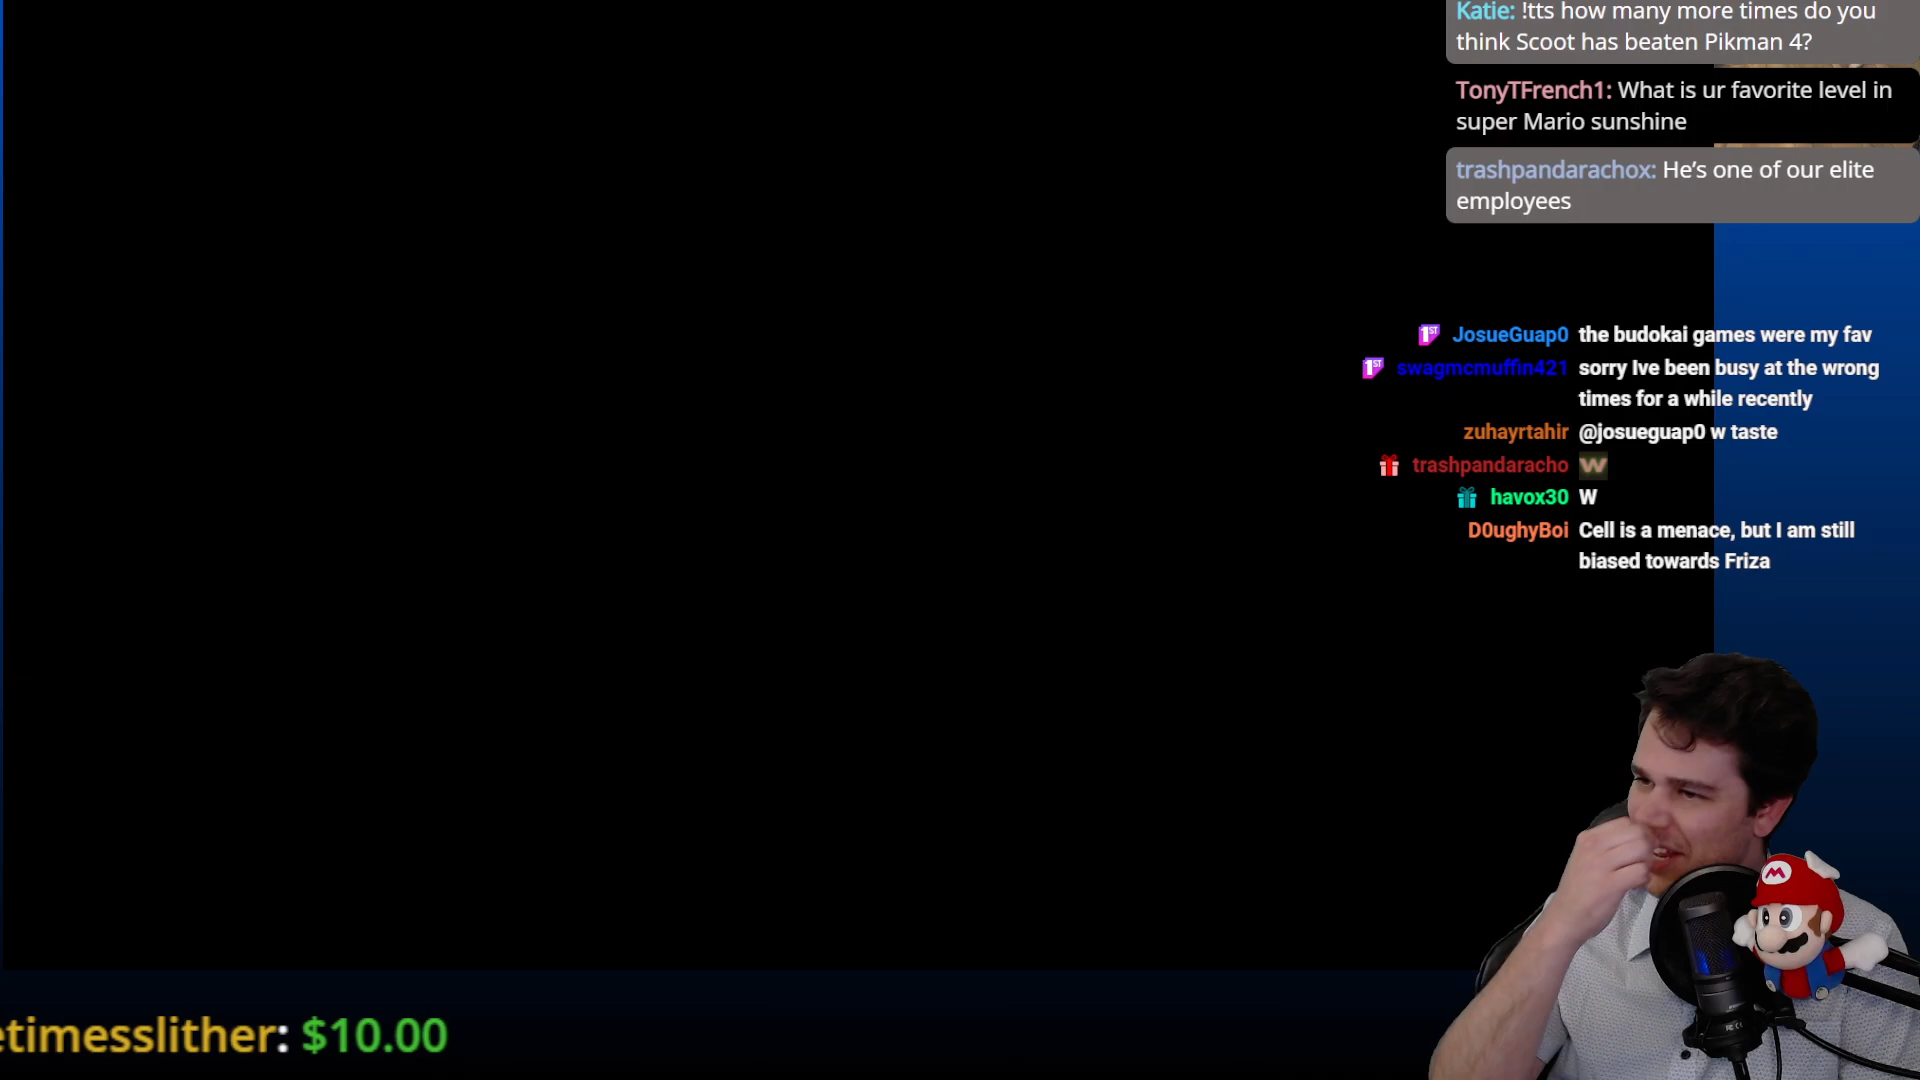 Katie: !tts how many more times do you
think Scoot has beaten Pikman 4?
TonyTFrench1: What is ur favorite level in
super Mario sunshine
trashpandarachox: He’s one of our elite
employees
1ST JosueGuap0 the budokai games were my fav
1ST swagmcmuffin421 sorry Ive been busy at the wrong
times for a while recently
zuhayrtahir @josueguap0 w taste
trashpandaracho W
havox30 W
D0ughyBoi Cell is a menace, but I am still
biased towards Friza
M
etimesslither: $10.00